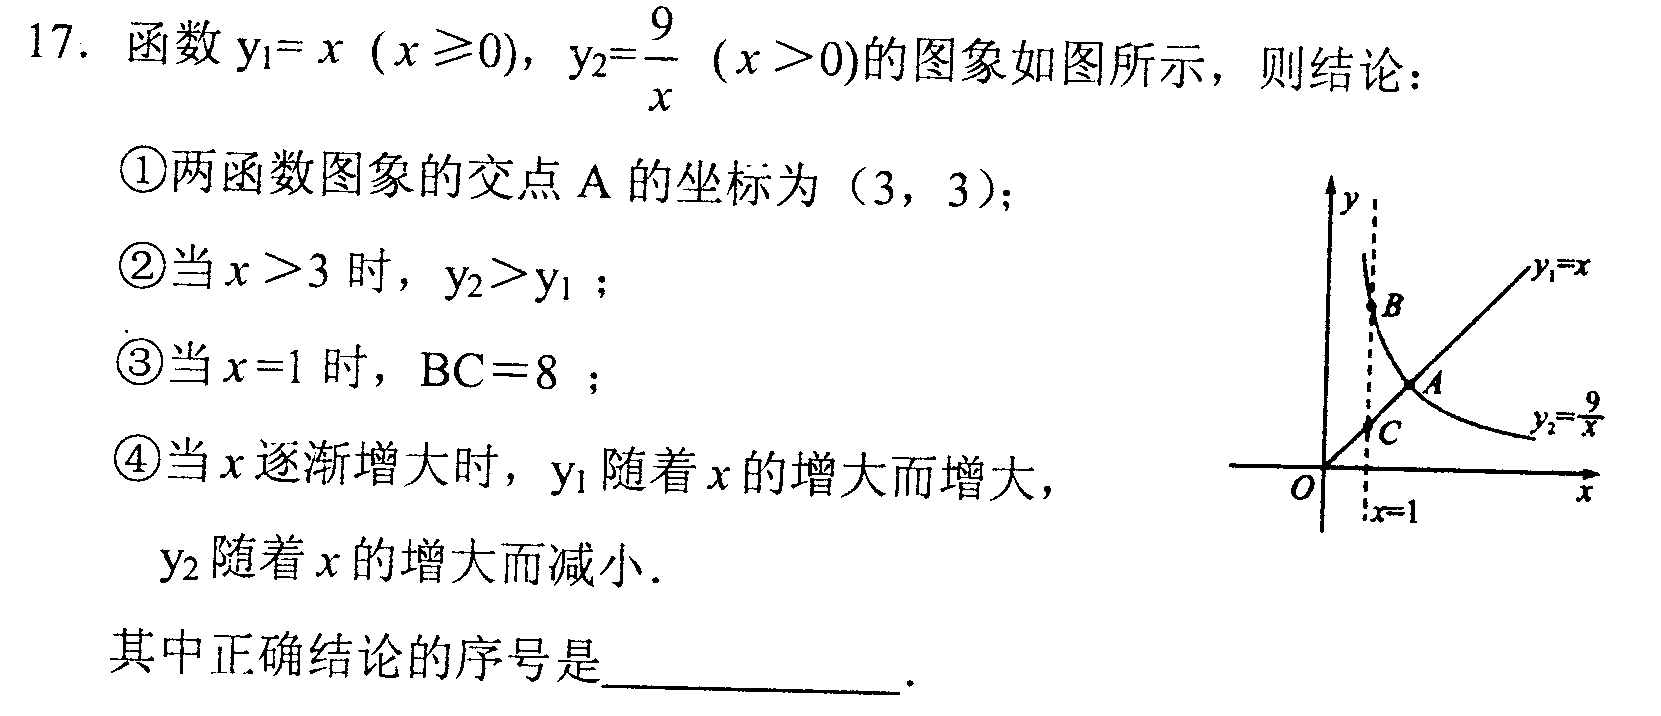 17. 函数 y₁= x (x≥0), y₂=9/x (x>0)的图象如图所示,则结论:
①两函数图象的交点 A 的坐标为(3,3);
②当 x>3 时,y₂>y₁;
③当 x=1 时,BC=8;
④当 x 逐渐增大时,y₁ 随着 x 的增大而增大,
y₂ 随着 x 的增大而减小.
其中正确结论的序号是____________.
y
y₁=x
B
A
y₂=9/x
C
O
x
x=1